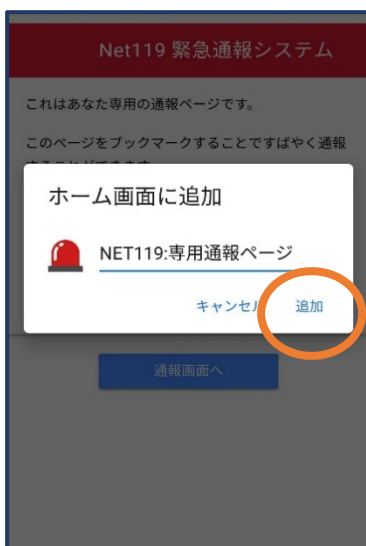 Net119 緊急通報システム
これはあなた専用の通報ページです。
このページをブックマークすることですばやく通報
ホーム画面に追加
NET119:専用通報ページ
キャンセル
追加
通報画面へ